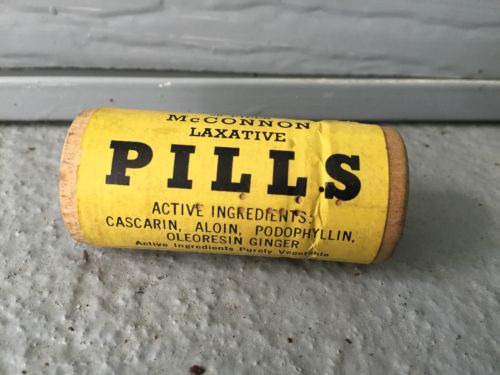 McCONNON
LAXATIVE
PILLS
ACTIVE INGREDIENTS:
CASCARIN, ALOIN, PODOPHYLLIN,
OLEORESIN GINGER
Active Ingredients Purely Vegetable